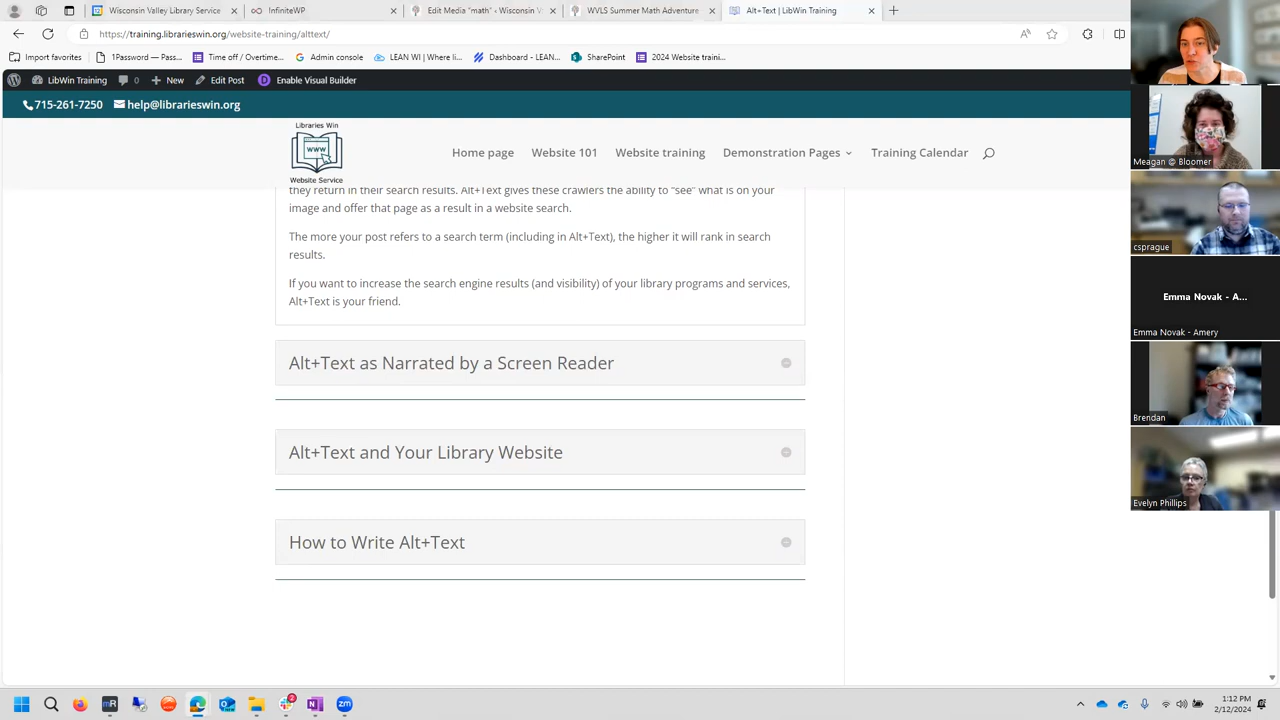 Wisconsin Valley Library Service
InfiniteWP
Edit Media "math" ‹ Wisconsin V
WVLS Summer Math Adventure
Alt+Text | LibWin Training
https://training.librarieswin.org/website-training/alttext/
Import favorites
1Password — Pass...
Time off / Overtime...
Admin console
LEAN WI | Where li...
Dashboard - LEAN...
SharePoint
2024 Website traini...
LibWin Training
0
New
Edit Post
Enable Visual Builder
715-261-7250
help@librarieswin.org
Libraries Win
WWW
Website Service
Home page
Website 101
Website training
Demonstration Pages
Training Calendar
they return in their search results. Alt+Text gives these crawlers the ability to “see” what is on your
image and offer that page as a result in a website search.
The more your post refers to a search term (including in Alt+Text), the higher it will rank in search
results.
If you want to increase the search engine results (and visibility) of your library programs and services,
Alt+Text is your friend.
Alt+Text as Narrated by a Screen Reader
Alt+Text and Your Library Website
How to Write Alt+Text
Meagan @ Bloomer
csprague
Emma Novak - A...
Emma Novak - Amery
Brendan
Evelyn Phillips
mR
2
N
zm
1:12 PM
2/12/2024